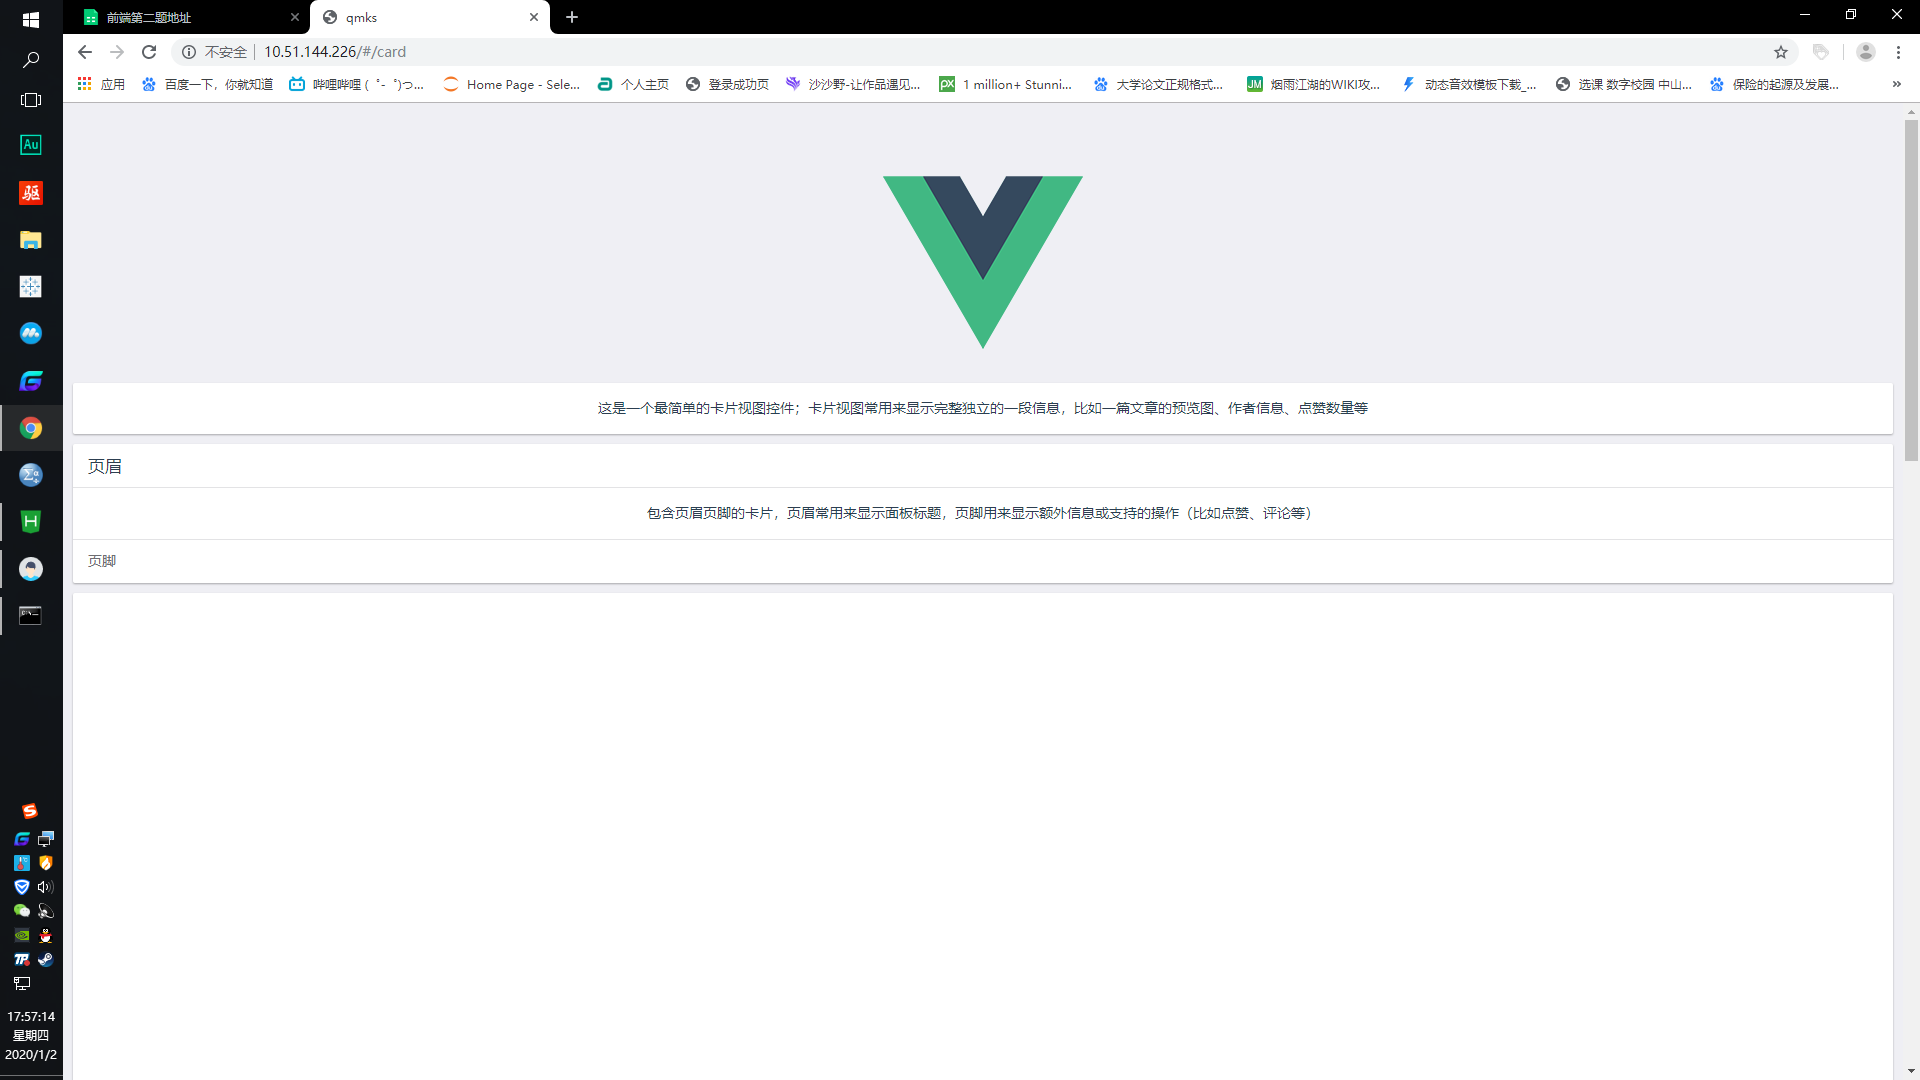 前端第二题地址
qmks
不安全
10.51.144.226/#/card
应用
百度一下，你就知道
哔哩哔哩 ( ゜- ゜)つ...
Home Page - Sele...
个人主页
登录成功页
沙沙野-让作品遇见...
1 million+ Stunni...
大学论文正规格式...
烟雨江湖的WIKI攻...
动态音效模板下载_...
选课 数字校园 中山...
保险的起源及发展...
Au
驱
这是一个最简单的卡片视图控件；卡片视图常用来显示完整独立的一段信息，比如一篇文章的预览图、作者信息、点赞数量等
页眉
包含页眉页脚的卡片，页眉常用来显示面板标题，页脚用来显示额外信息或支持的操作（比如点赞、评论等）
页脚
17:57:14
星期四
2020/1/2